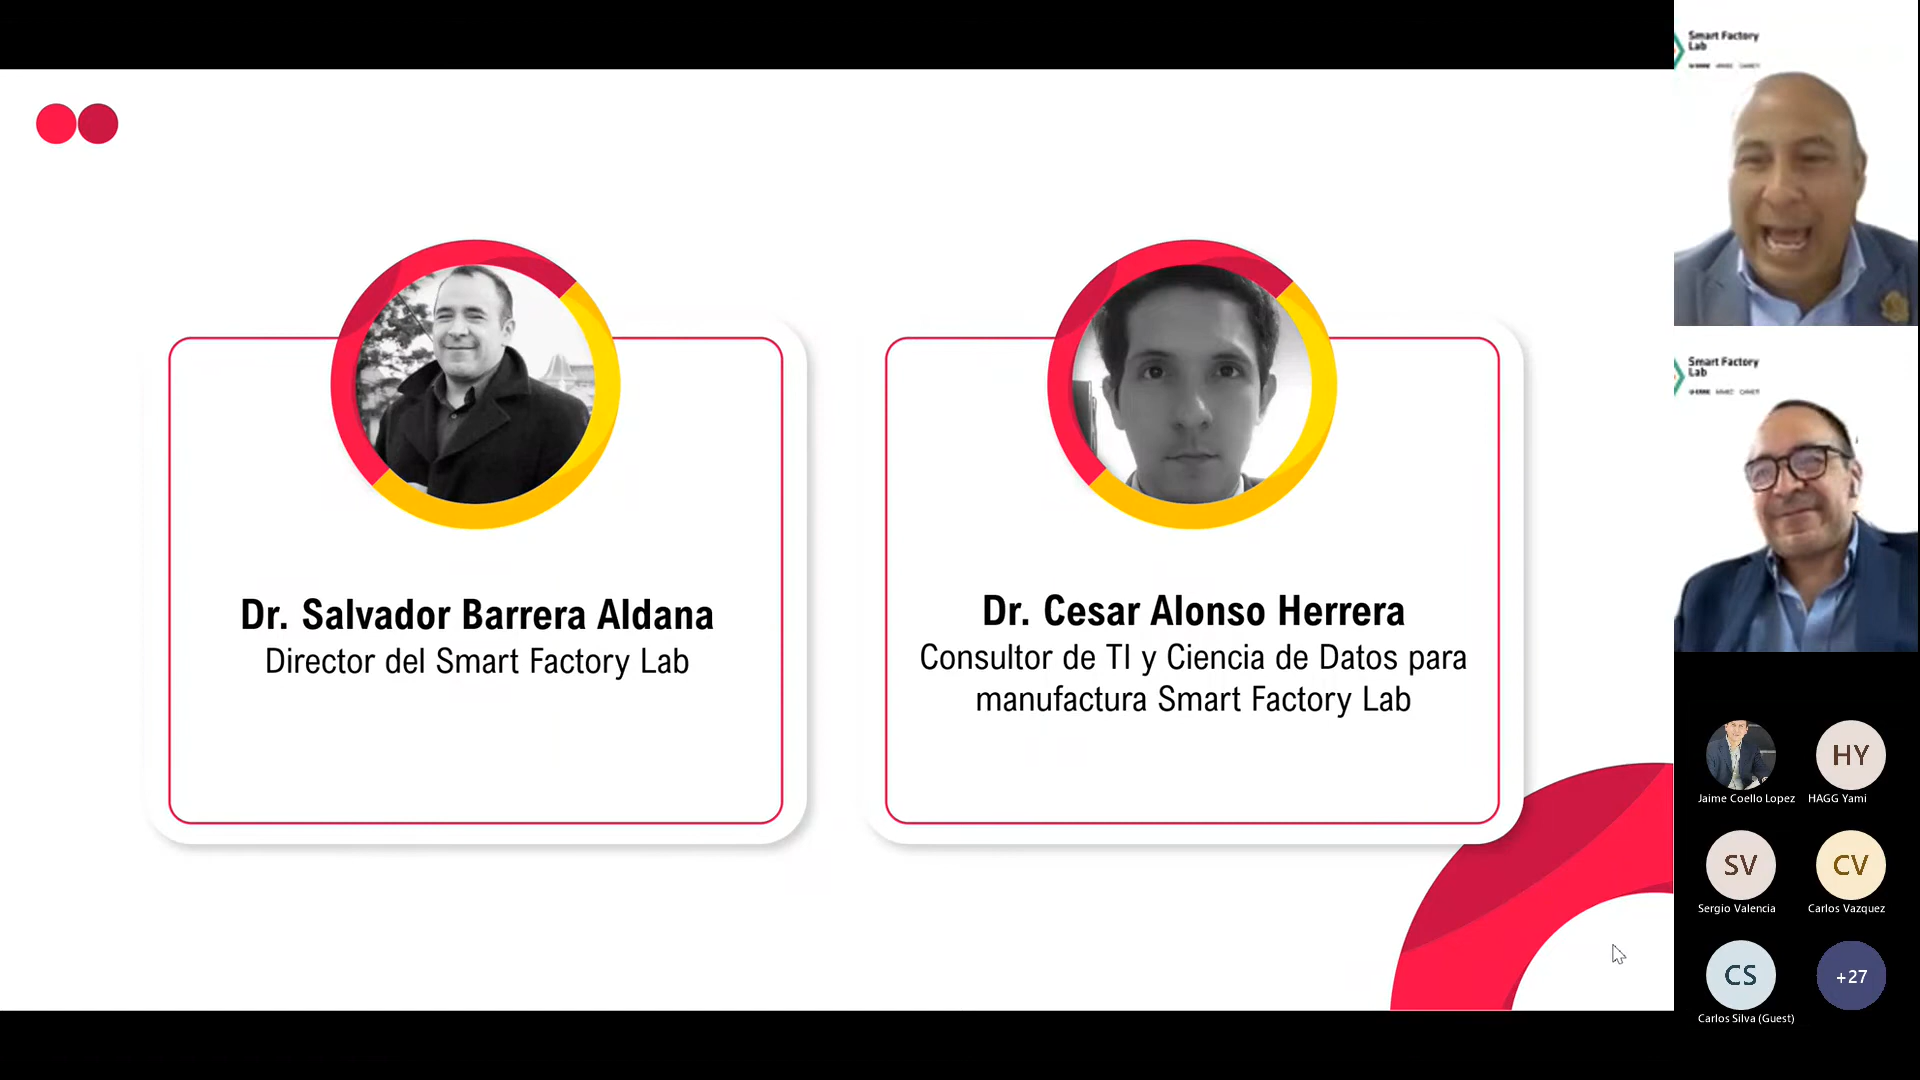 Dr. Salvador Barrera Aldana
Director del Smart Factory Lab
Dr. Cesar Alonso Herrera
Consultor de TI y Ciencia de Datos para
manufactura Smart Factory Lab
Smart Factory
Lab
Smart Factory
Lab
Jaime Coello Lopez
HY
HAGG Yami
SV
Sergio Valencia
CV
Carlos Vazquez
CS
Carlos Silva (Guest)
+27